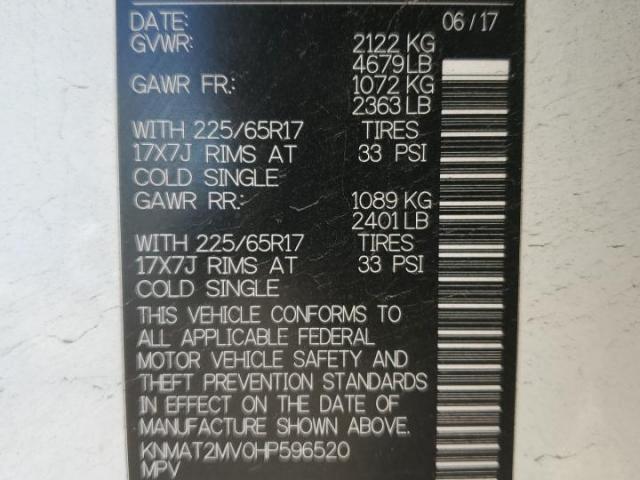 DATE: 06/17
GVWR: 2122 KG
4679 LB
GAWR FR.: 1072 KG
2363 LB
WITH 225/65R17 TIRES
17X7J RIMS AT 33 PSI
COLD SINGLE
GAWR RR.: 1089 KG
2401 LB
WITH 225/65R17 TIRES
17X7J RIMS AT 33 PSI
COLD SINGLE
THIS VEHICLE CONFORMS TO
ALL APPLICABLE FEDERAL
MOTOR VEHICLE SAFETY AND
THEFT PREVENTION STANDARDS
IN EFFECT ON THE DATE OF
MANUFACTURE SHOWN ABOVE.
KNMAT2MV0HP596520
MPV